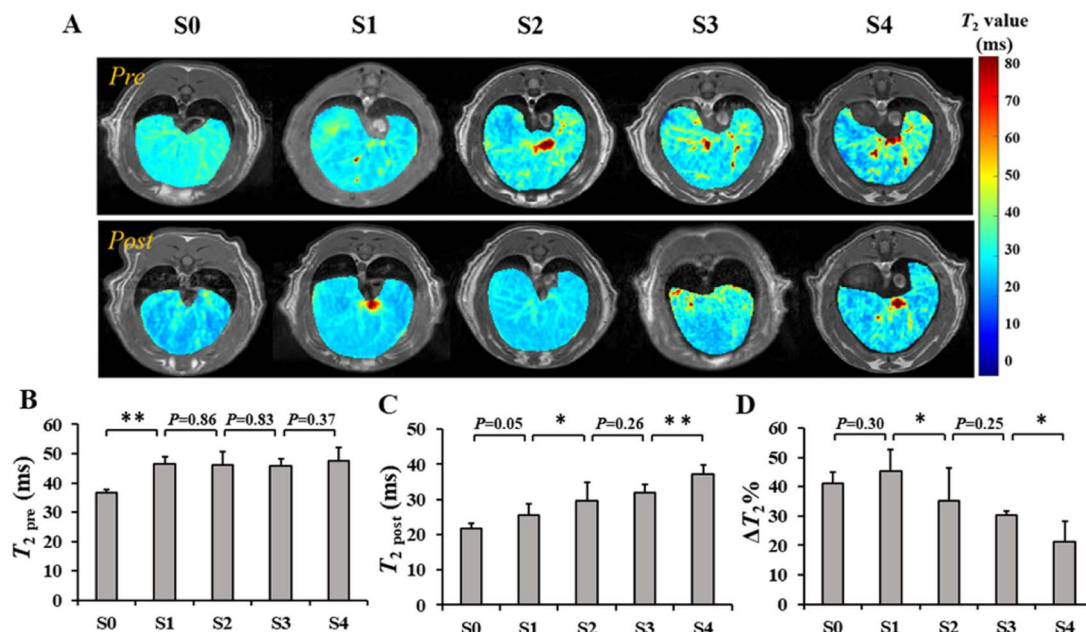 A
S0 S1 S2 S3 S4
T₂ value
(ms)
Pre
80
70
60
50
40
30
20
10
0
Post
B
** P=0.86 P=0.83 P=0.37
T₂ pre (ms)
60
50
40
30
20
10
0
S0 S1 S2 S3 S4
C
P=0.05 * P=0.26 **
T₂ post (ms)
50
40
30
20
10
0
S0 S1 S2 S3 S4
D
P=0.30 * P=0.25 *
ΔT₂%
60
50
40
30
20
10
0
S0 S1 S2 S3 S4